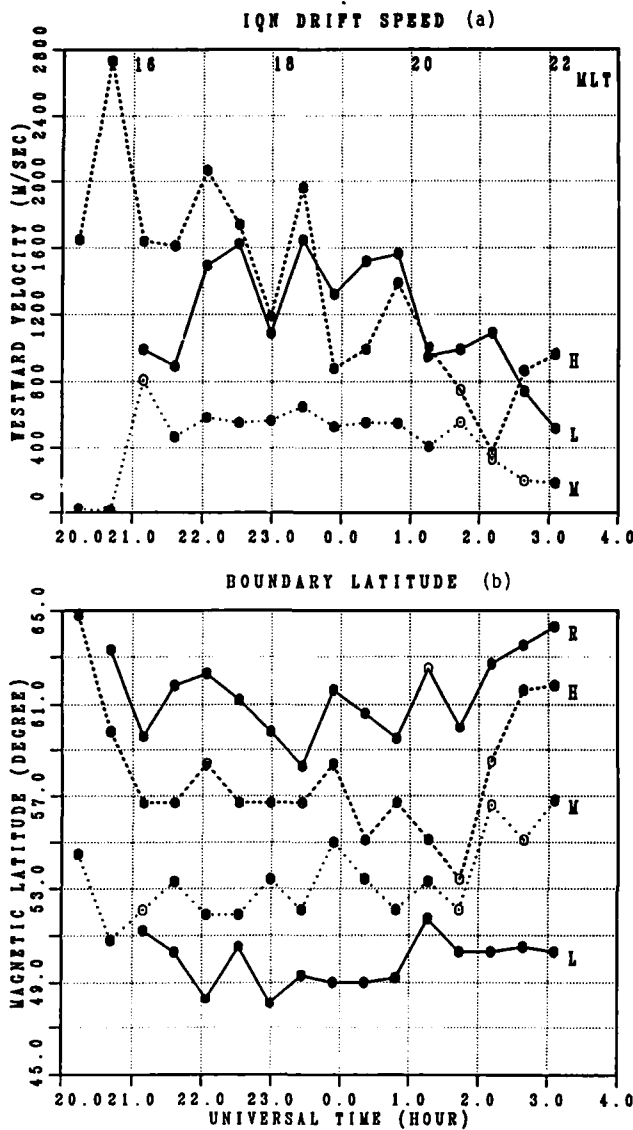 IQN DRIFT SPEED (a)
2800
16
18
20
22
MLT
2400
2000
1600
1200
800
400
0
WESTWARD VELOCITY (M/SEC)
H
L
M
20.0 21.0 22.0 23.0 0.0 1.0 2.0 3.0 4.0
BOUNDARY LATITUDE (b)
65.0
61.0
57.0
53.0
49.0
45.0
MAGNETIC LATITUDE (DEGREE)
R
H
M
L
20.0 21.0 22.0 23.0 0.0 1.0 2.0 3.0 4.0
UNIVERSAL TIME (HOUR)